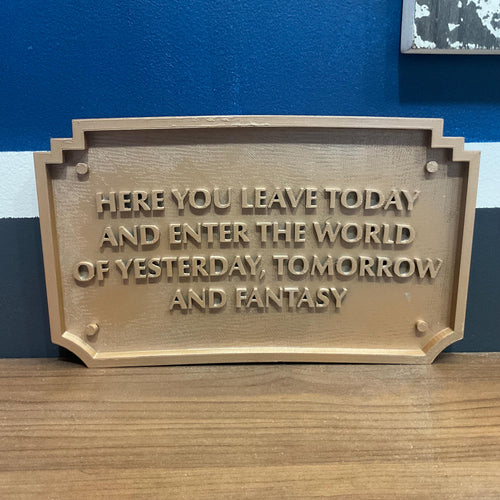 HERE YOU LEAVE TODAY
AND ENTER THE WORLD
OF YESTERDAY, TOMORROW
AND FANTASY